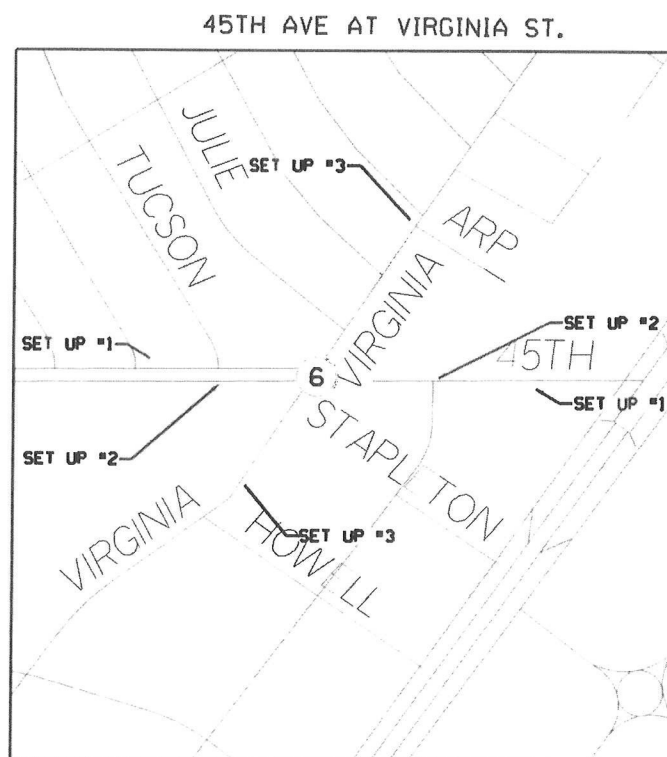 45TH AVE AT VIRGINIA ST.
JULIE
SET UP #3
TUCSON
ARP
VIRGINIA
SET UP #2
45TH
SET UP #1
6
SET UP #1
STAPLTON
SET UP #2
VIRGINIA
SET UP #3
HOWELL